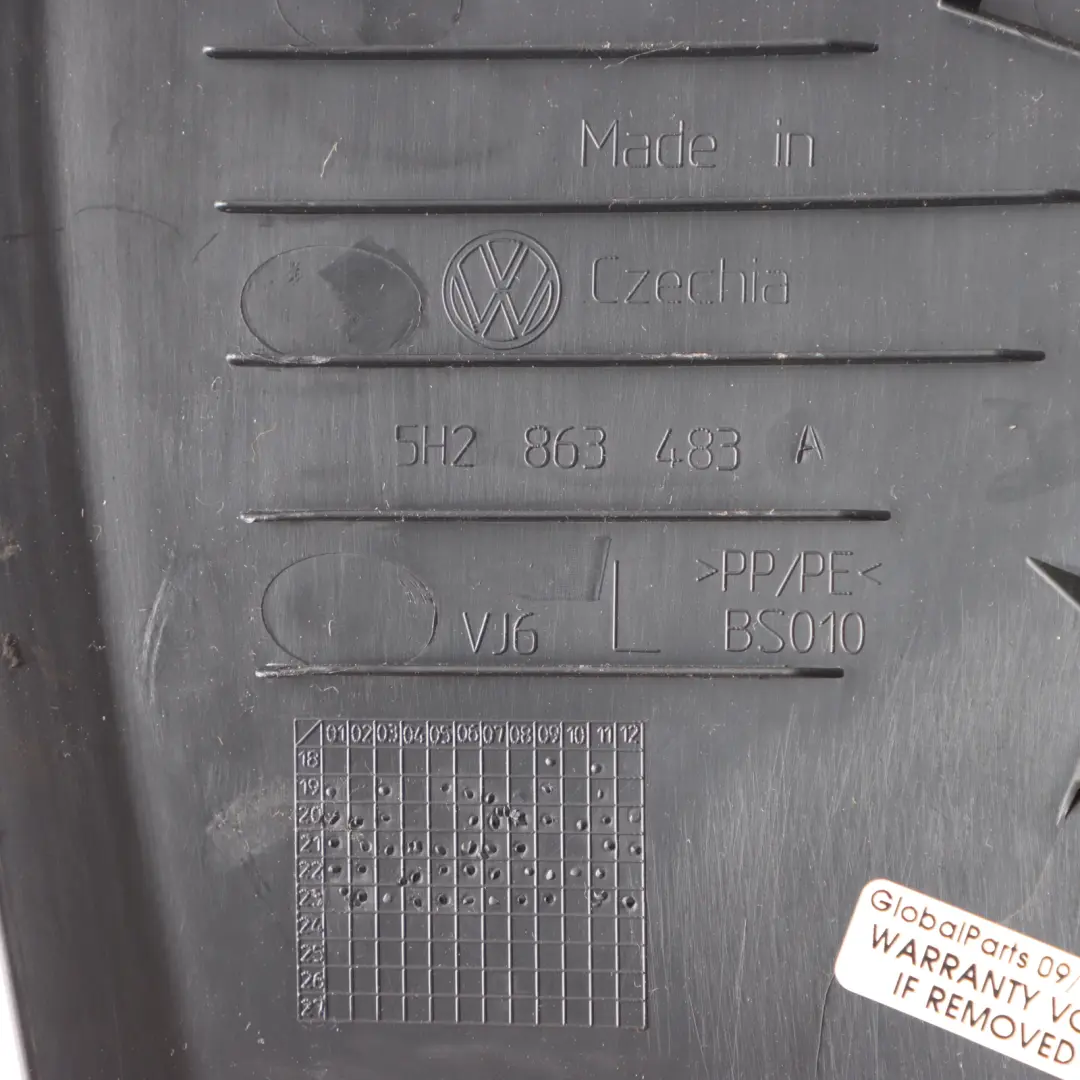 Made in
Czechia
5H2 863 483 A
>PP/PE<
VJ6 L BS010
01 02 03 04 05 06 07 08 09 10 11 12
18
19
20
21
22
23
24
25
26
27
GlobalParts 09/
WARRANTY VO
IF REMOVED